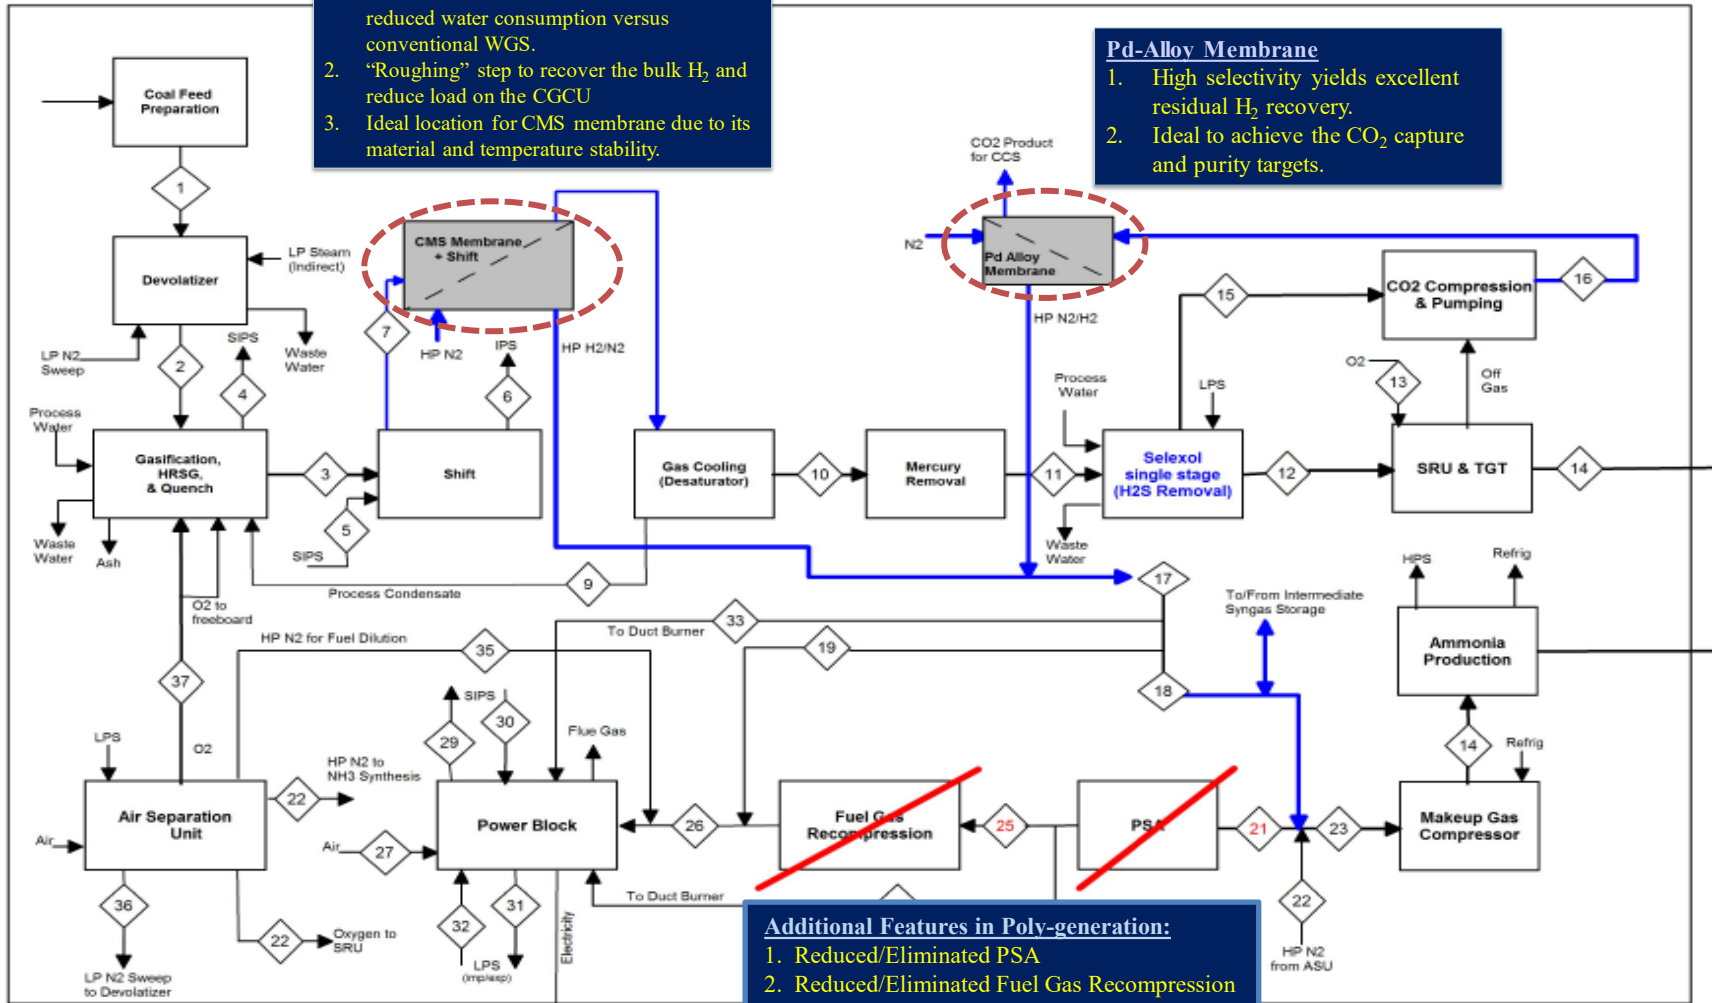 reduced water consumption versus
conventional WGS.
2. “Roughing” step to recover the bulk H2 and
reduce load on the CGCU
3. Ideal location for CMS membrane due to its
material and temperature stability.
Pd-Alloy Membrane
1. High selectivity yields excellent
residual H2 recovery.
2. Ideal to achieve the CO2 capture
and purity targets.
Coal Feed
Preparation
1
Devolatizer
LP Steam
(Indirect)
LP N2
Sweep
2
SIPS
4
Waste
Water
Process
Water
Gasification,
HRSG,
& Quench
Waste
Water
Ash
3
5
SIPS
Shift
7
CMS Membrane
+ Shift
HP N2
IPS
6
HP H2/N2
Gas Cooling
(Desaturator)
10
Mercury
Removal
11
Process
Water
Waste
Water
LPS
Selexol
single stage
(H2S Removal)
12
15
CO2 Product
for CCS
N2
Pd Alloy
Membrane
HP N2/H2
CO2 Compression
& Pumping
16
O2
13
Off
Gas
SRU & TGT
14
9
Process Condensate
O2 to
freeboard
37
O2
HP N2 for Fuel Dilution
35
To Duct Burner
33
19
17
18
To/From Intermediate
Syngas Storage
HPS
Refrig
Ammonia
Production
14
Refrig
LPS
Air Separation
Unit
Air
HP N2 to
NH3 Synthesis
22
36
LP N2 Sweep
to Devolatizer
22
Oxygen to
SRU
29
SIPS
30
Flue Gas
Power Block
Air
27
32
31
LPS
(imp/exp)
Electricity
26
Fuel Gas
Recompression
25
PSA
21
23
Makeup Gas
Compressor
To Duct Burner
22
HP N2
from ASU
Additional Features in Poly-generation:
1. Reduced/Eliminated PSA
2. Reduced/Eliminated Fuel Gas Recompression